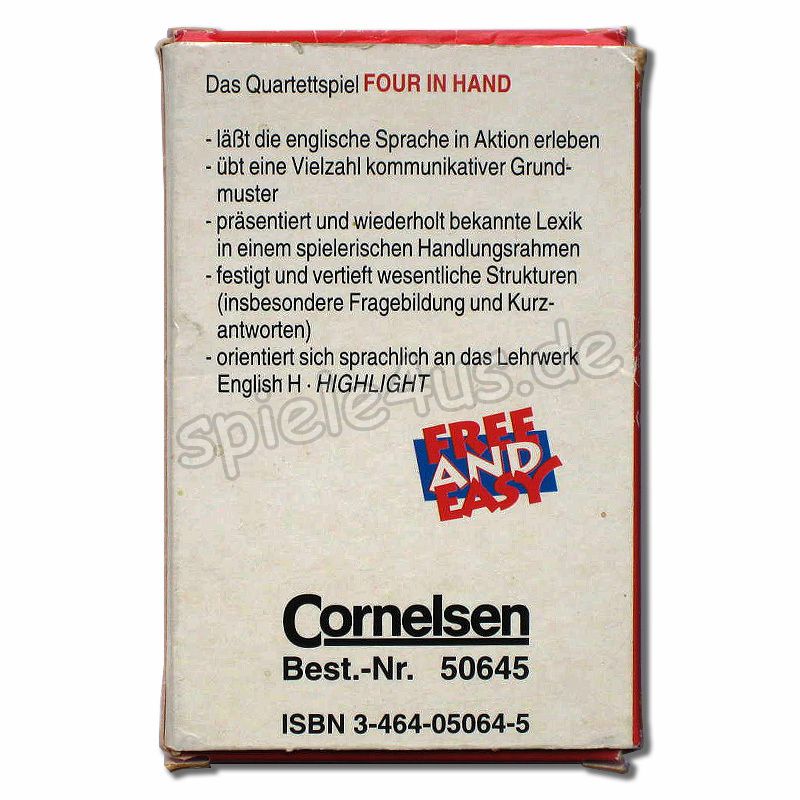 Das Quartettspiel FOUR IN HAND
- läßt die englische Sprache in Aktion erleben
- übt eine Vielzahl kommunikativer Grund-
muster
- präsentiert und wiederholt bekannte Lexik
in einem spielerischen Handlungsrahmen
- festigt und vertieft wesentliche Strukturen
(insbesondere Fragebildung und Kurz-
antworten)
- orientiert sich sprachlich an das Lehrwerk
English H · HIGHLIGHT
spiele4us.de
FREE
AND
EASY
Cornelsen
Best.-Nr. 50645
ISBN 3-464-05064-5